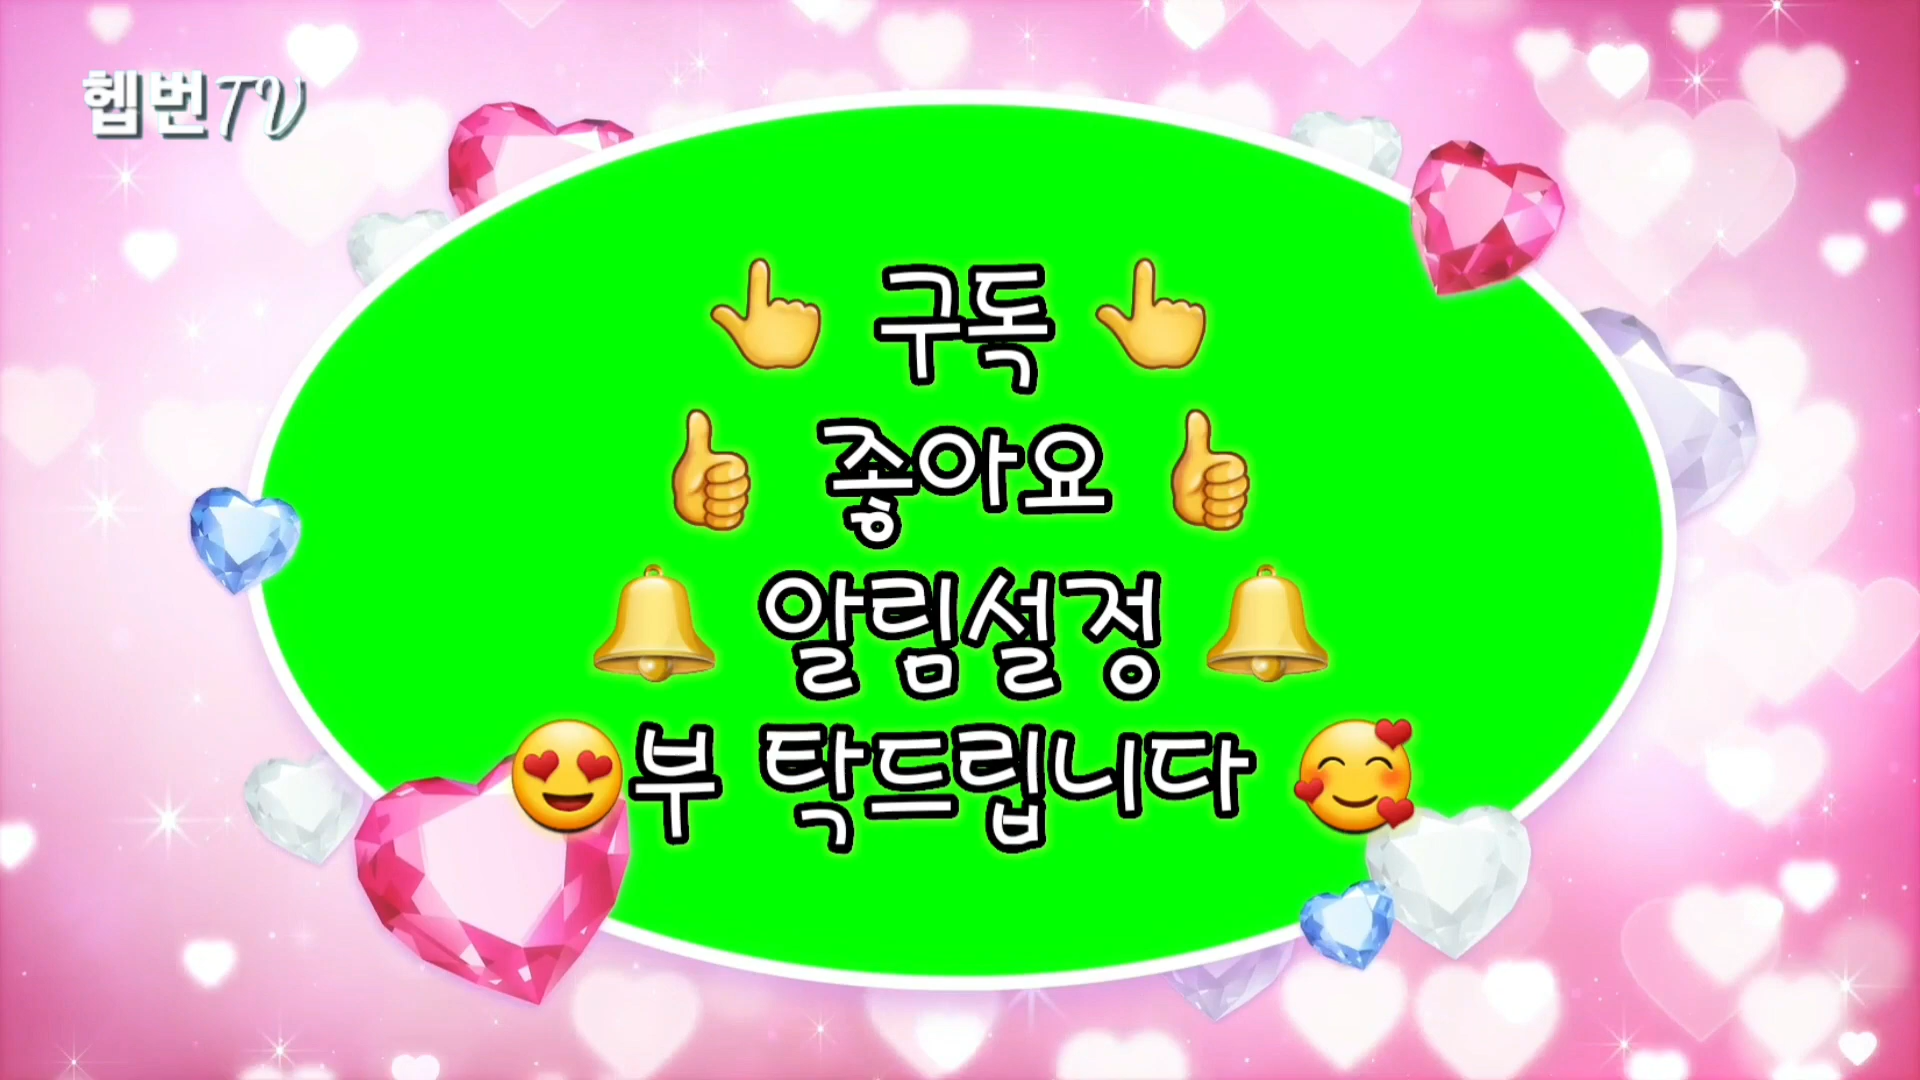 헵번TV
👆 구독 👆
👍 좋아요 👍
🔔 알림설정 🔔
😍부 탁드립니다 🥰